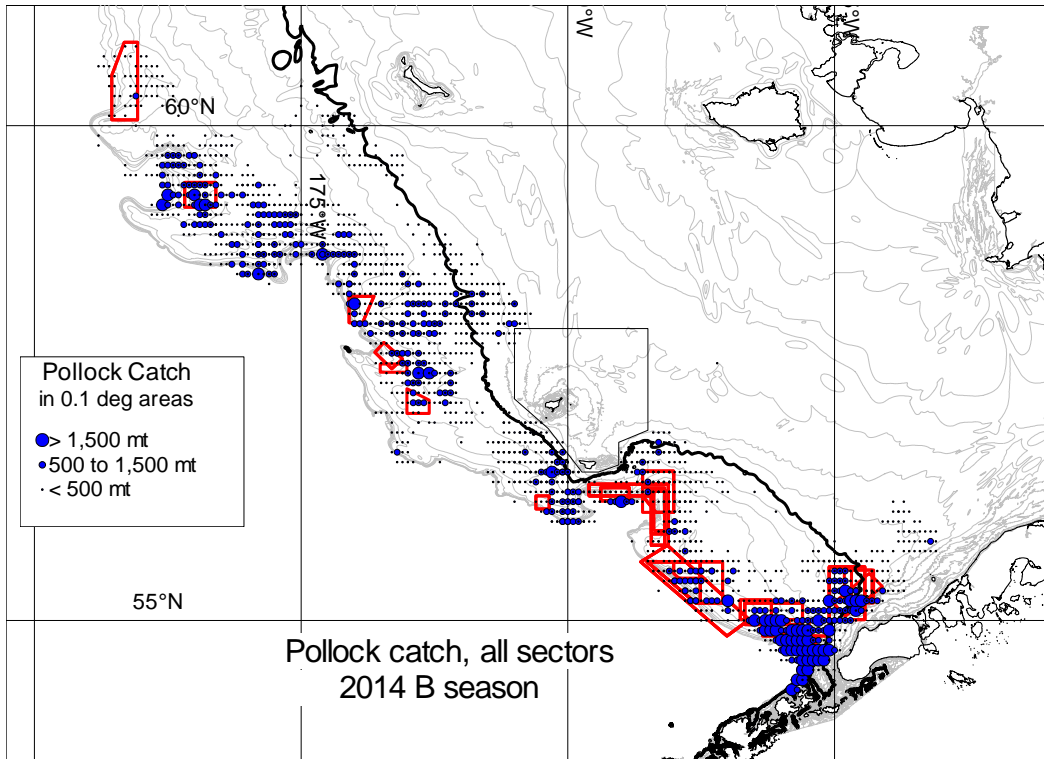 °W
°W
60°N
175°W
Pollock Catch
in 0.1 deg areas
> 1,500 mt
500 to 1,500 mt
< 500 mt
55°N
Pollock catch, all sectors
2014 B season